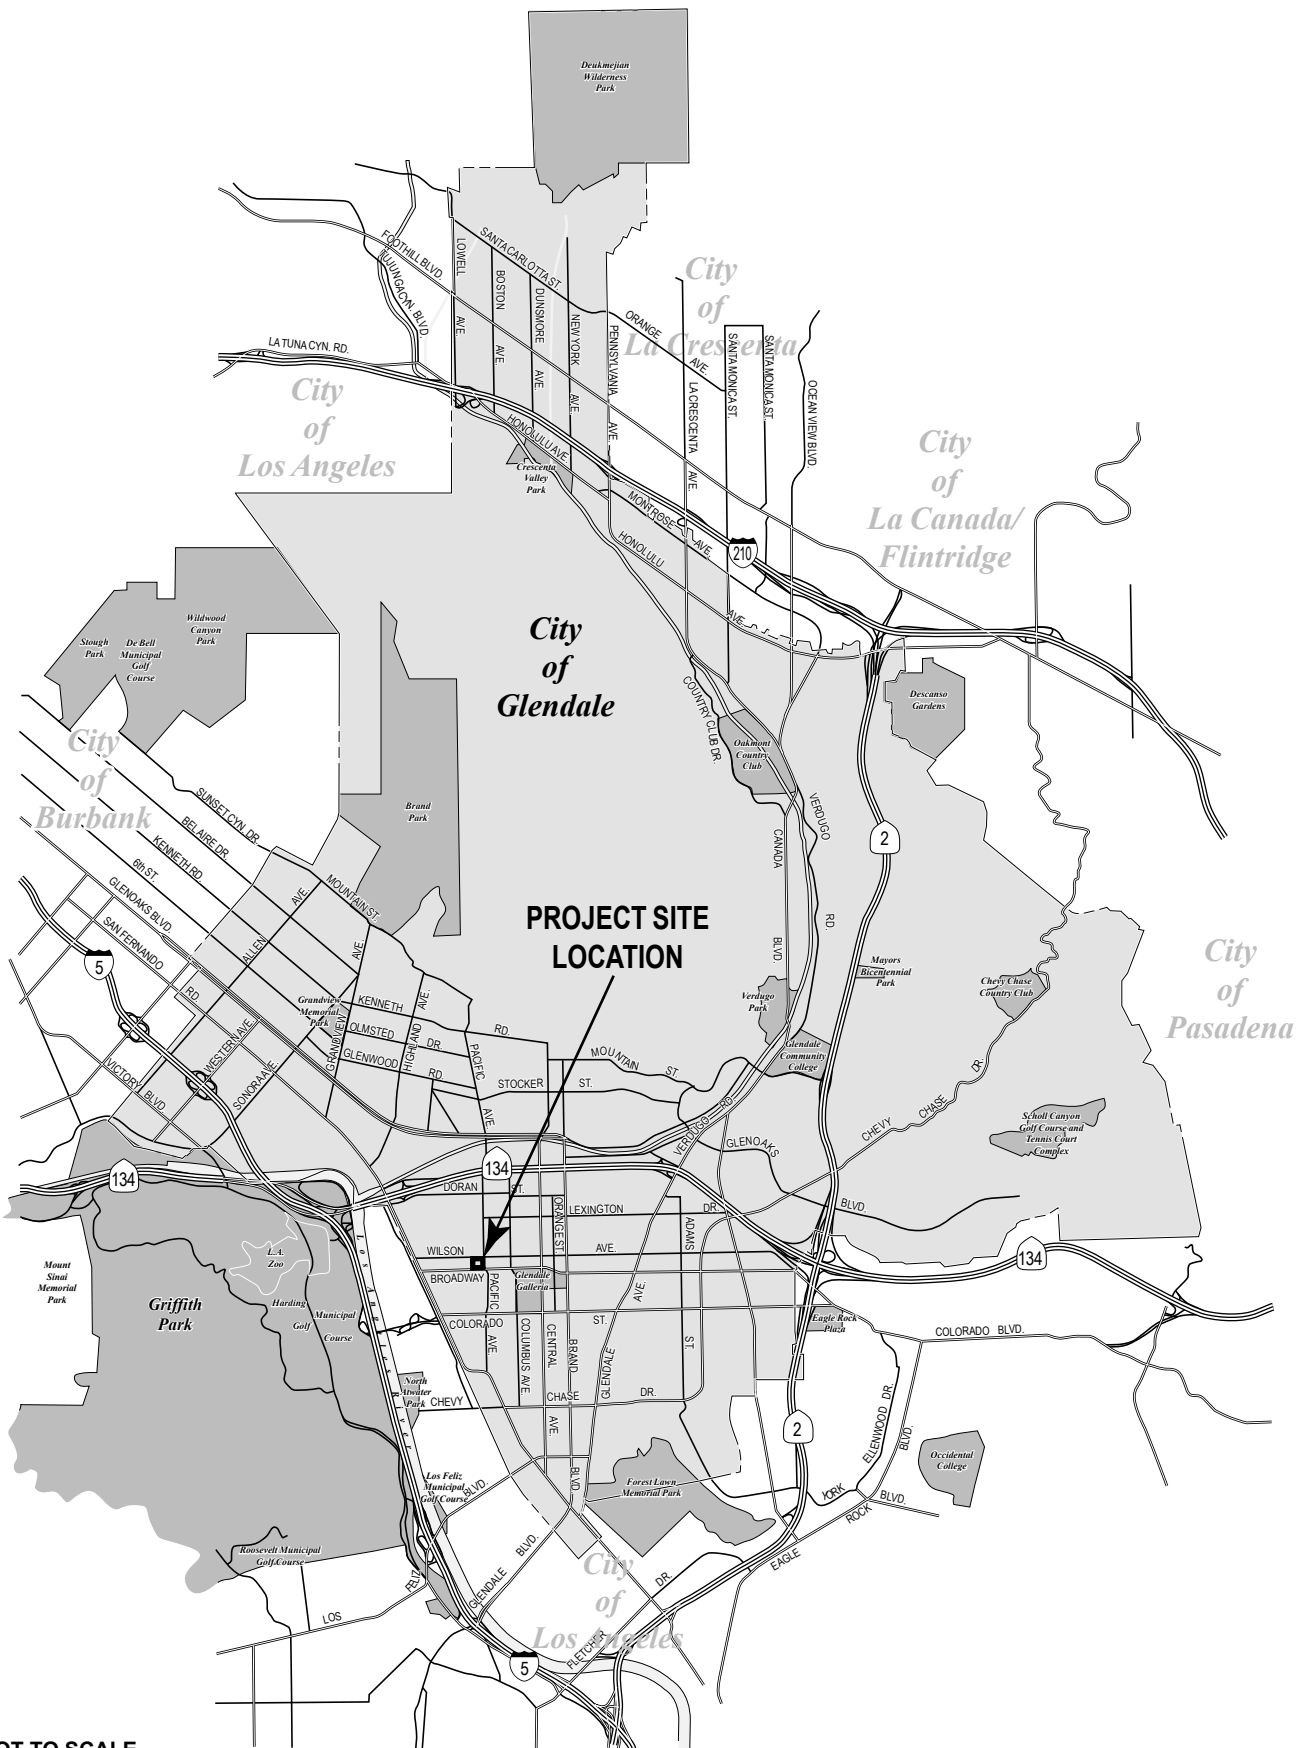 Deukmejian
Wilderness
Park
FOOTHILL BLVD.
TUJUNGA CYN. BLVD.
LOWELL
AVE.
SANTA CARLOTTA ST.
BOSTON
AVE.
DUNSMORE
AVE.
NEW YORK
AVE.
PENNSYLVANIA
AVE.
City
of
La Crescenta
ORANGE
AVE.
LA CRESCENTA
AVE.
SANTA MONICA ST.
SANTA MONICA ST.
OCEAN VIEW BLVD.
LA TUNA CYN. RD.
City
of
Los Angeles
HONOLULU AVE.
Crescenta
Valley
Park
MONTROSE
AVE.
HONOLULU
AVE.
210
City
of
La Canada/
Flintridge
Wildwood
Canyon
Park
Stough
Park
De Bell
Municipal
Golf
Course
City
of
Glendale
COUNTRY CLUB DR.
Descanso
Gardens
Oakmont
Country
Club
City
of
Burbank
SUNSET CYN. DR.
BELAIRE DR.
KENNETH RD.
6th ST.
GLENOAKS BLVD.
SAN FERNANDO
RD.
Brand
Park
VERDUGO
RD.
CANADA
BLVD
2
MOUNTAIN ST.
ALLEN
AVE.
PROJECT SITE
LOCATION
5
Mayors
Bicentennial
Park
Chevy Chase
Country Club
City
of
Pasadena
Verdugo
Park
Glendale
Community
College
Grandview
Memorial
Park
KENNETH
RD.
OLMSTED
DR.
GLENWOOD
RD.
GRANDVIEW
AVE.
HIGHLAND
AVE.
PACIFIC
AVE.
WESTERN AVE.
SONORA AVE.
VICTORY BLVD
MOUNTAIN
ST.
STOCKER
ST.
VERDUGO RD.
GLENOAKS
BLVD.
CHEVY
CHASE
DR.
Scholl Canyon
Golf Course and
Tennis Court
Complex
134
134
DORAN
ST.
ORANGE ST.
LEXINGTON
DR.
ADAMS
ST.
WILSON
AVE.
134
BROADWAY
Glendale
Galleria
PACIFIC
AVE.
COLORADO
ST.
COLUMBUS AVE.
CENTRAL
AVE.
BRAND
BLVD.
GLENDALE
AVE.
Eagle Rock
Plaza
COLORADO BLVD.
Mount
Sinai
Memorial
Park
L.A.
Zoo
Griffith
Park
Harding
Golf
Municipal
Course
Los Angeles River
North
Atwater
Park
CHEVY
CHASE
DR.
2
ELLENWOOD DR.
BLVD.
Occidental
College
Los Feliz
Municipal
Golf Course
BLVD.
Forest Lawn
Memorial Park
YORK
BLVD.
ROCK
EAGLE
Roosevelt Municipal
Golf Course
LOS
FELIZ
GLENDALE
BLVD.
City
of
Los Angeles
FLETCHER
DR.
5
OT TO SCALE